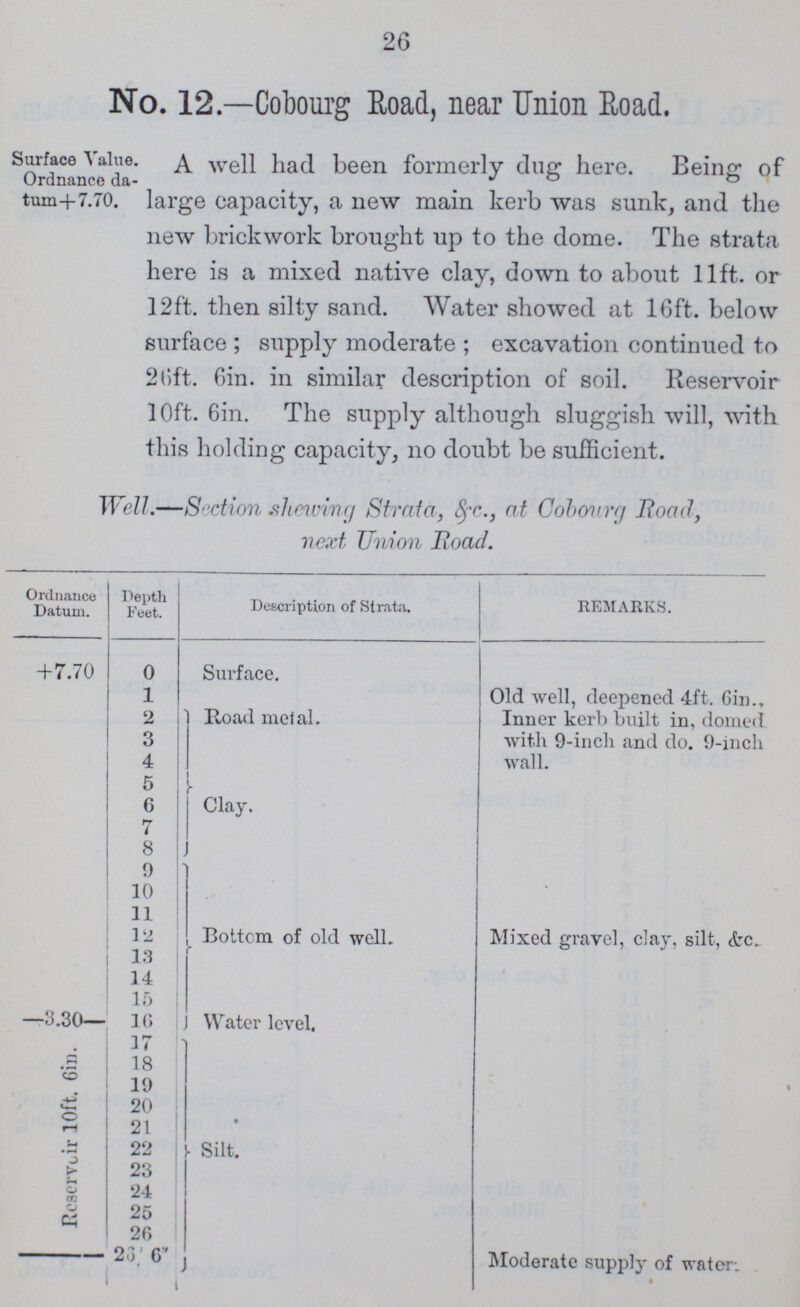 26
No. 12.—Cobourg Road, near Union Road.
Surface Value.
Ordnance da-
tum+7.70.
A well had been formerly dug here. Being of
large capacity, a new main kerb was sunk, and the
new brickwork brought up to the dome. The strata
here is a mixed native clay, down to about 11ft. or
12ft. then silty sand. Water showed at 16ft. below
surface ; supply moderate ; excavation continued to
26ft. 6in. in similar description of soil. Reservoir
10ft. 6in. The supply although sluggish will, with
this holding capacity, no doubt be sufficient.
Well.—Section shewing Strata, &c., at Cobourg Road,
next Union Road.
Ordnance Datum. Depth Feet. Description of Strata. REMARKS.
+7.70 0 Surface.
1 Old well, deepened 4ft. 6in.,
2 Road metal. Inner kerb built in, domed
3 with 9-inch and do. 9-inch
4 wall.
5
6 Clay.
7
8
9
10
11
12 Bottom of old well. Mixed gravel, clay, silt, &c.
13
14
15
—3.30— 16 Water level.
17
18
19
20
21
22 Silt.
23
24
25
26
26' 6" Moderate supply of water.
Reservoir 10ft. 6in.